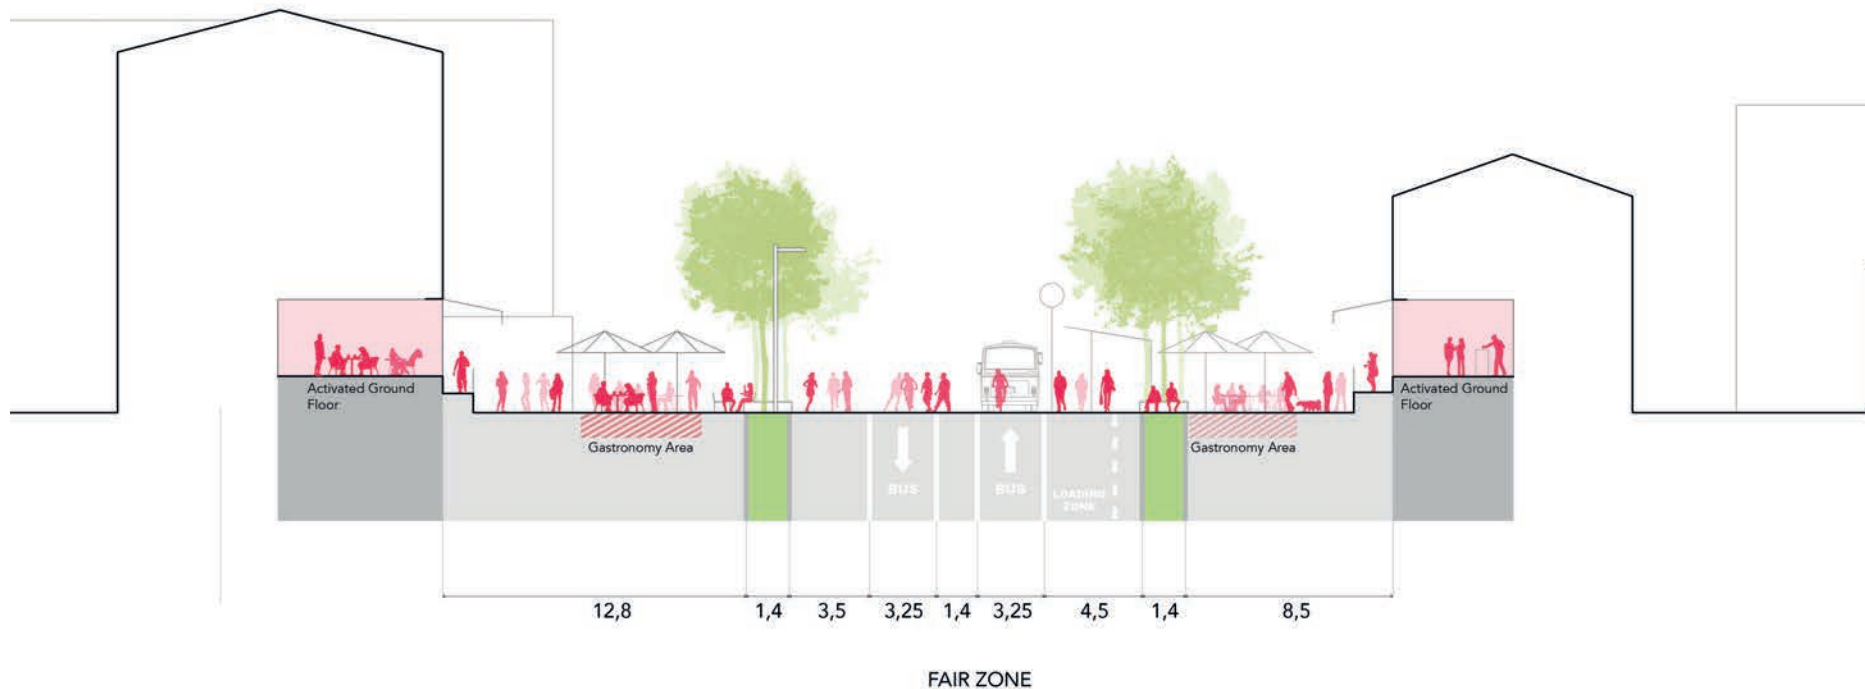 Activated Ground
Floor
Activated Ground
Floor
Gastronomy Area
Gastronomy Area
BUS
BUS
LOADING
ZONE
12,8
1,4
3,5
3,25
1,4
3,25
4,5
1,4
8,5
FAIR ZONE